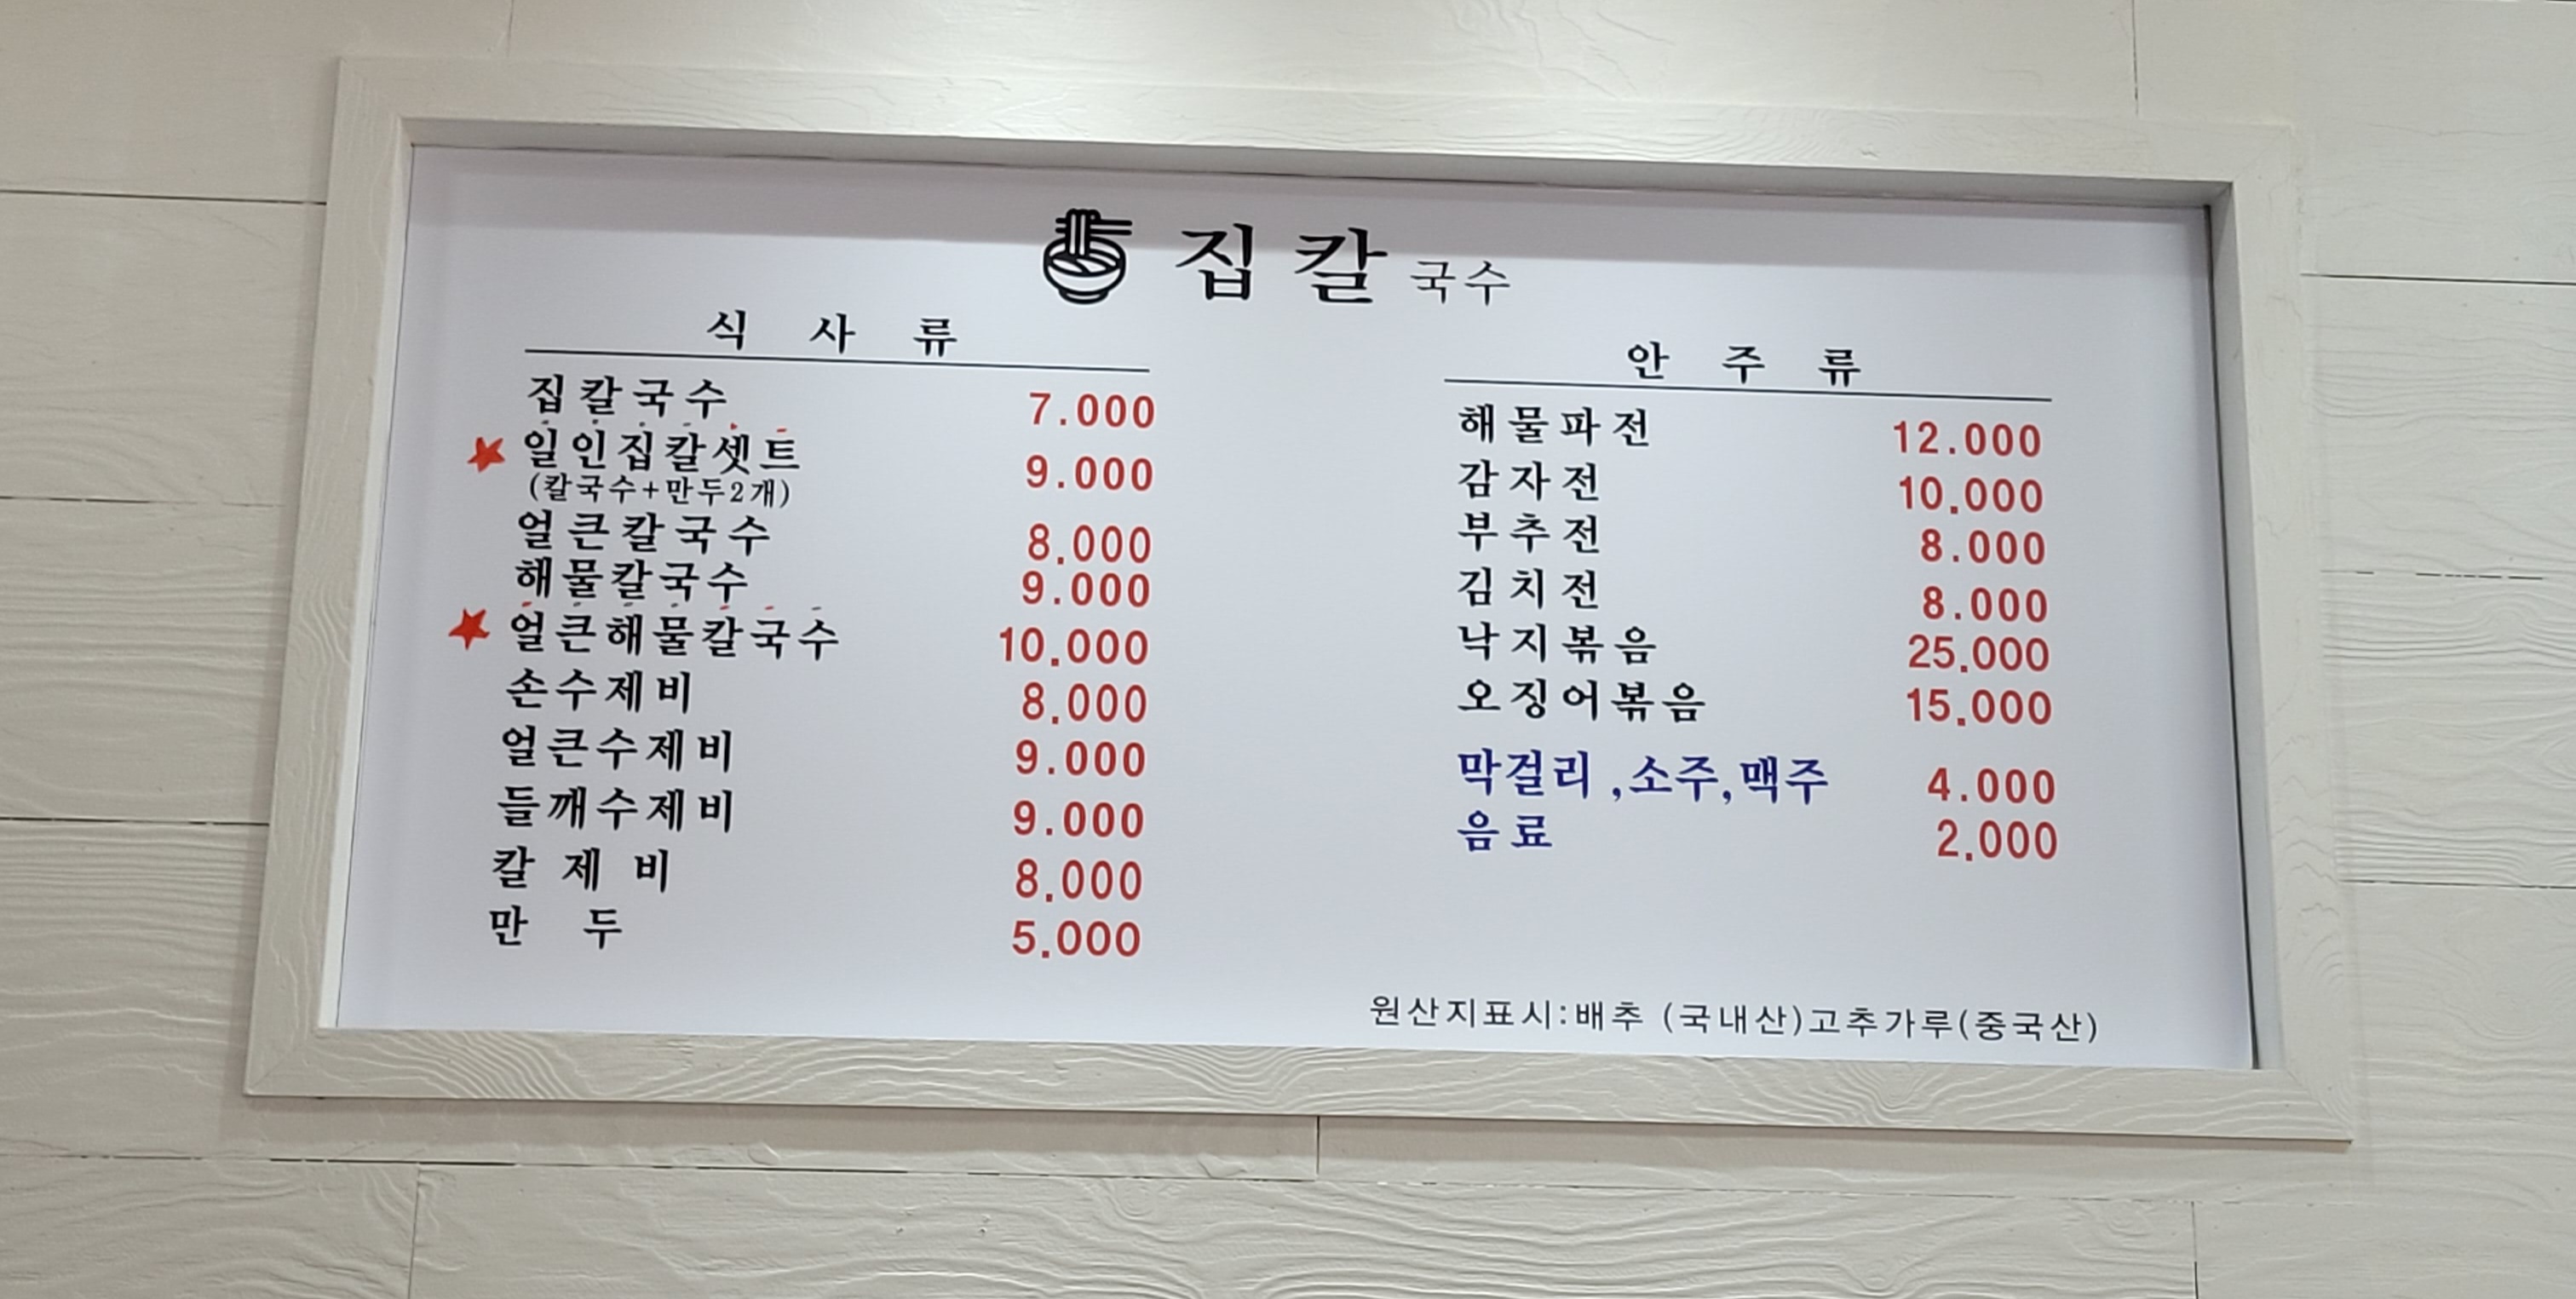 집칼국수
식 사 류
집칼국수 7.000
일인집칼셋트 9.000
(칼국수+만두2개)
얼큰칼국수 8.000
해물칼국수 9.000
얼큰해물칼국수 10.000
손수제비 8.000
얼큰수제비 9.000
들깨수제비 9.000
칼 제 비 8.000
만 두 5.000
안 주 류
해물파전 12.000
감자전 10.000
부추전 8.000
김치전 8.000
낙지볶음 25.000
오징어볶음 15.000
막걸리 ,소주,맥주 4.000
음료 2.000
원산지표시:배추 (국내산)고추가루(중국산)